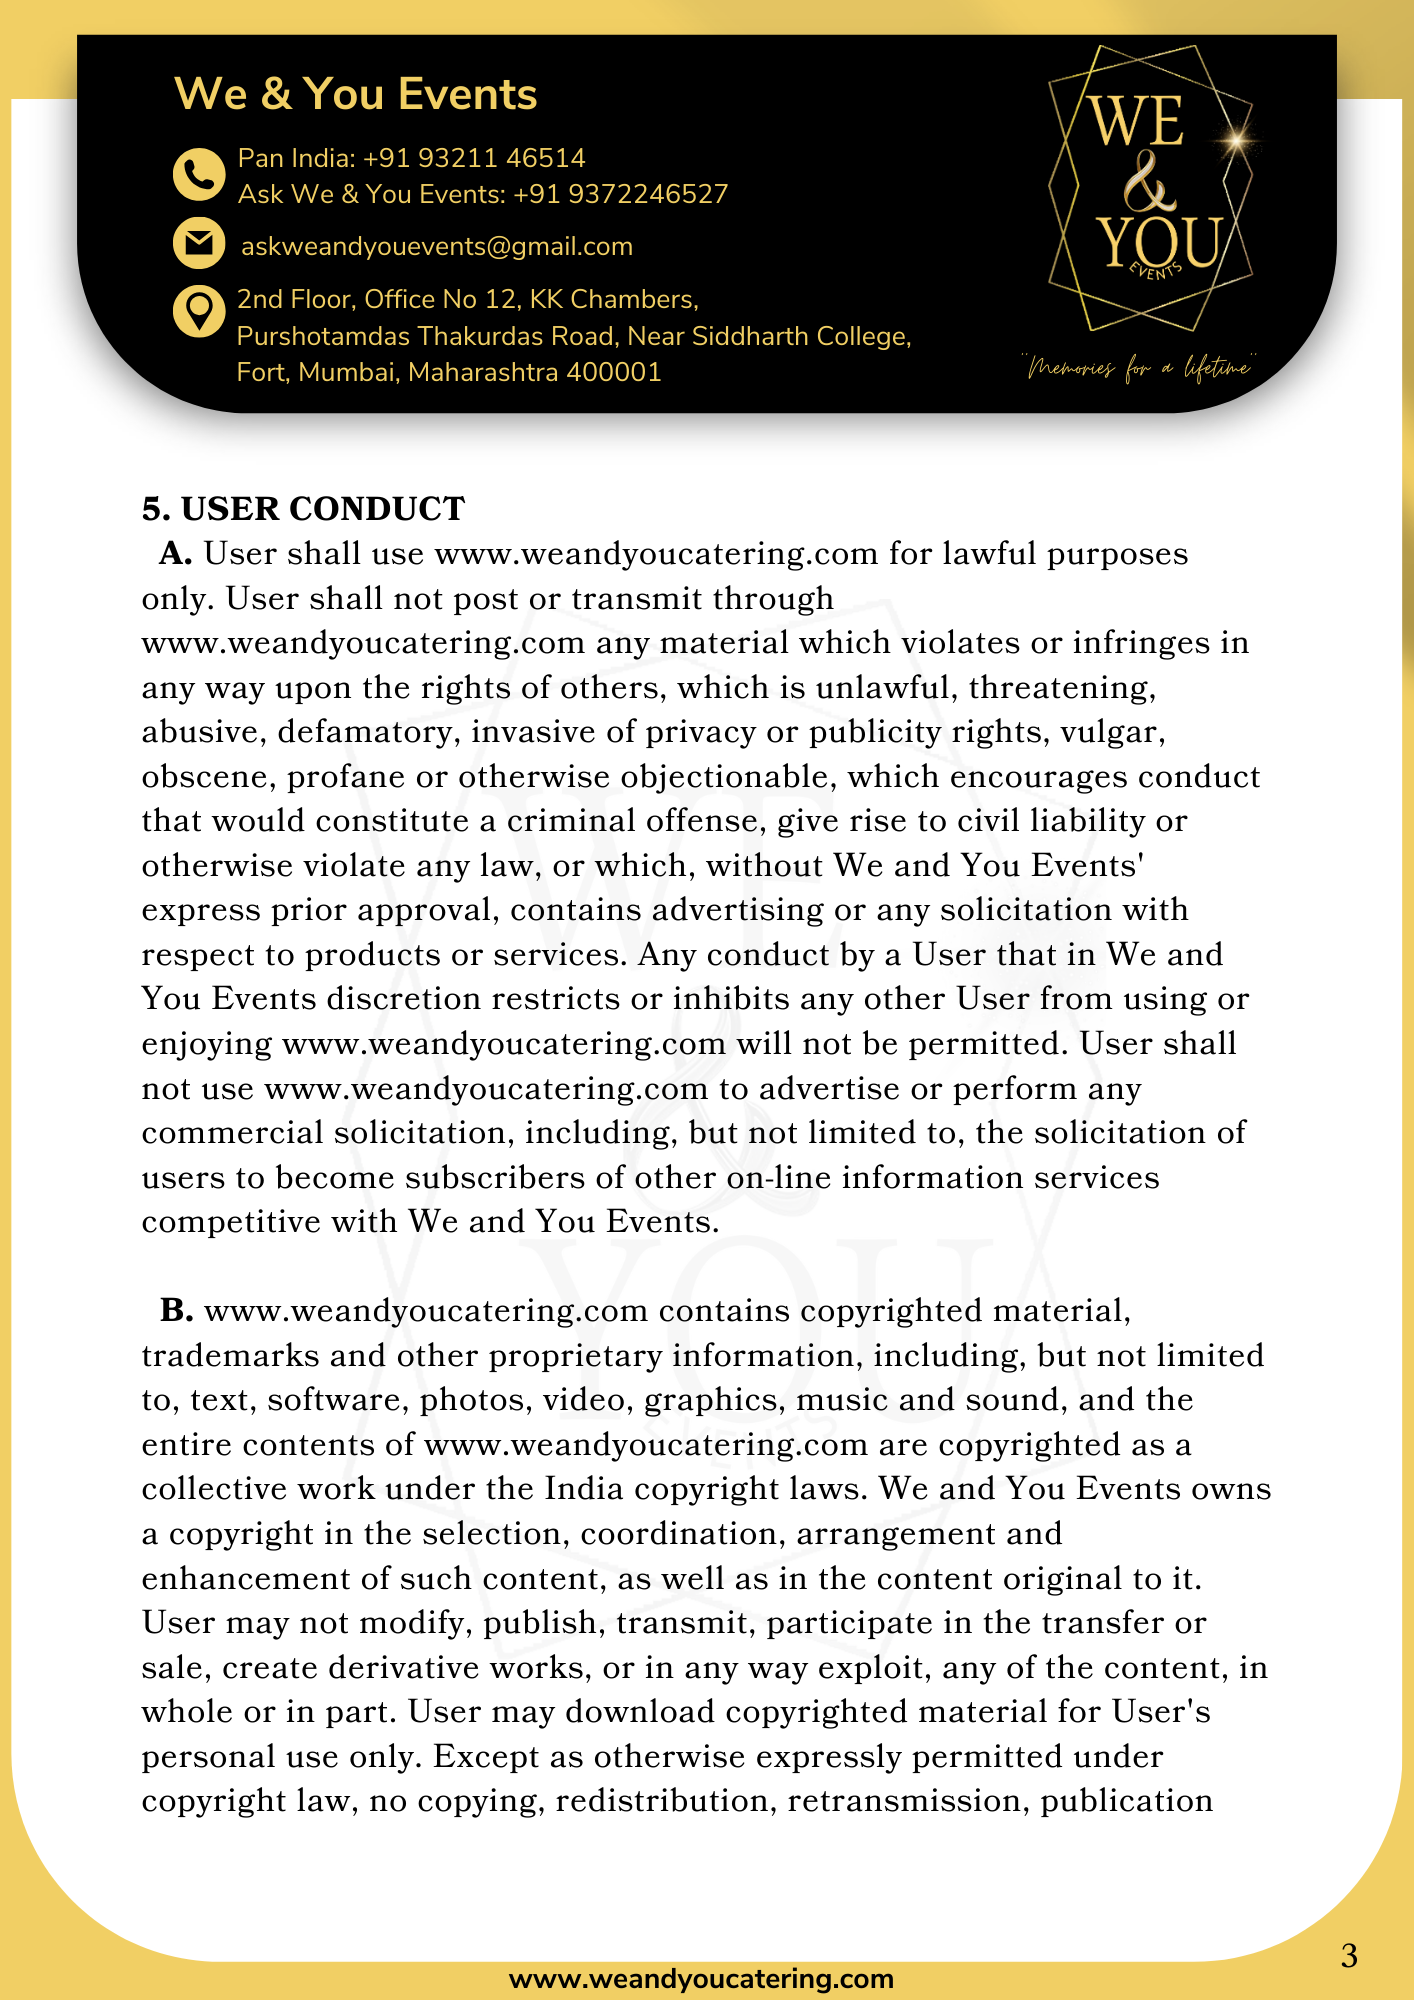 We & You Events
Pan India: +91 93211 46514
Ask We & You Events: +91 9372246527
askweandyouevents@gmail.com
2nd Floor, Office No 12, KK Chambers,
Purshotamdas Thakurdas Road, Near Siddharth College,
Fort, Mumbai, Maharashtra 400001
WE
&
YOU
EVENTS
"Memories for a lifetime"
5. USER CONDUCT
A. User shall use www.weandyoucatering.com for lawful purposes
only. User shall not post or transmit through
www.weandyoucatering.com any material which violates or infringes in
any way upon the rights of others, which is unlawful, threatening,
abusive, defamatory, invasive of privacy or publicity rights, vulgar,
obscene, profane or otherwise objectionable, which encourages conduct
that would constitute a criminal offense, give rise to civil liability or
otherwise violate any law, or which, without We and You Events'
express prior approval, contains advertising or any solicitation with
respect to products or services. Any conduct by a User that in We and
You Events discretion restricts or inhibits any other User from using or
enjoying www.weandyoucatering.com will not be permitted. User shall
not use www.weandyoucatering.com to advertise or perform any
commercial solicitation, including, but not limited to, the solicitation of
users to become subscribers of other on-line information services
competitive with We and You Events.
B. www.weandyoucatering.com contains copyrighted material,
trademarks and other proprietary information, including, but not limited
to, text, software, photos, video, graphics, music and sound, and the
entire contents of www.weandyoucatering.com are copyrighted as a
collective work under the India copyright laws. We and You Events owns
a copyright in the selection, coordination, arrangement and
enhancement of such content, as well as in the content original to it.
User may not modify, publish, transmit, participate in the transfer or
sale, create derivative works, or in any way exploit, any of the content, in
whole or in part. User may download copyrighted material for User's
personal use only. Except as otherwise expressly permitted under
copyright law, no copying, redistribution, retransmission, publication
WE
&
YOU
EVENTS
3
www.weandyoucatering.com